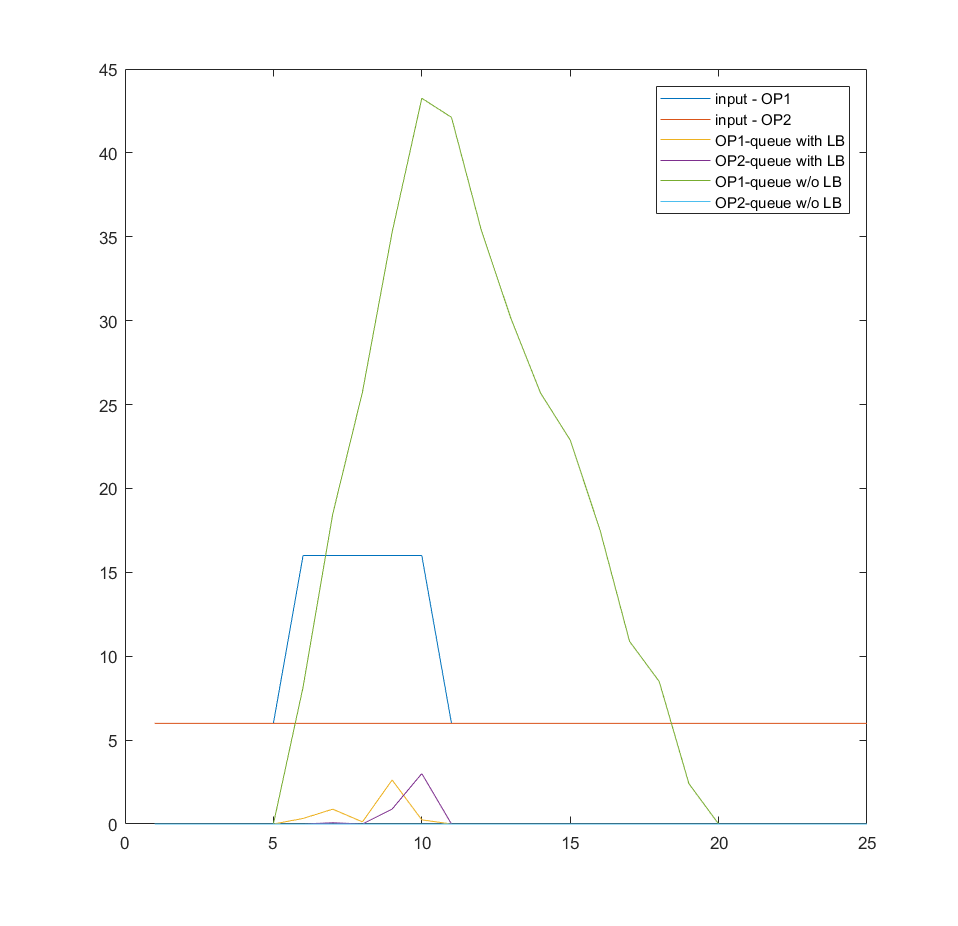 45
40
35
30
25
20
15
10
5
0
0 5 10 15 20 25
input - OP1
input - OP2
OP1-queue with LB
OP2-queue with LB
OP1-queue w/o LB
OP2-queue w/o LB